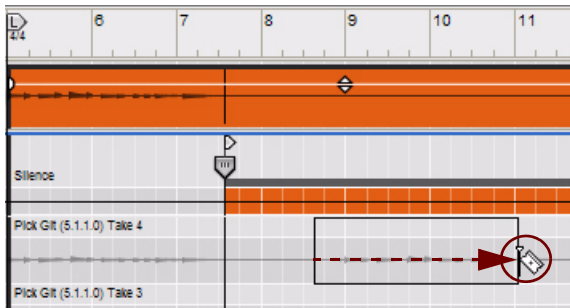 L 6 7 8 9 10 11
4/4
Silence
Pick Git (5.1.1.0) Take 4
Pick Git (5.1.1.0) Take 3